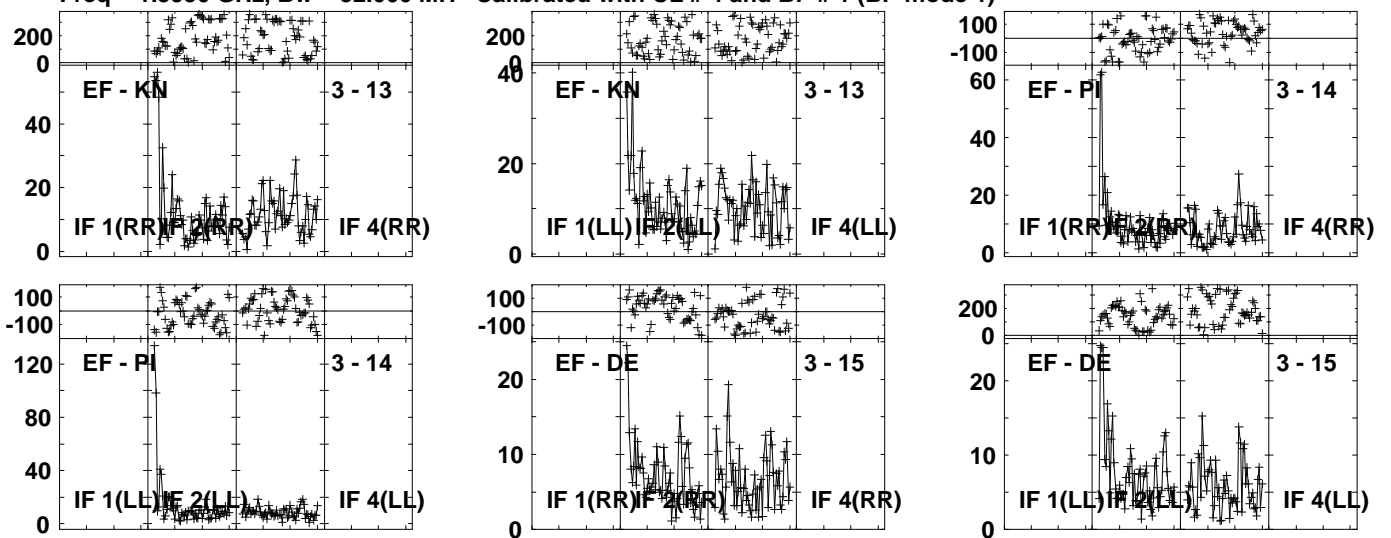 200
0
EF - KN
3 - 13
40
20
0
IF 1(RR)
IF 2(RR)
IF 4(RR)
200
0
40
EF - KN
3 - 13
20
0
IF 1(LL)
IF 2(LL)
IF 4(LL)
100
-100
60
EF - PI
3 - 14
40
20
0
IF 1(RR)
IF 2(RR)
IF 4(RR)
100
-100
120
EF - PI
3 - 14
80
40
0
IF 1(LL)
IF 2(LL)
IF 4(LL)
100
-100
EF - DE
3 - 15
20
10
0
IF 1(RR)
IF 2(RR)
IF 4(RR)
200
0
EF - DE
3 - 15
20
10
0
IF 1(LL)
IF 2(LL)
IF 4(LL)